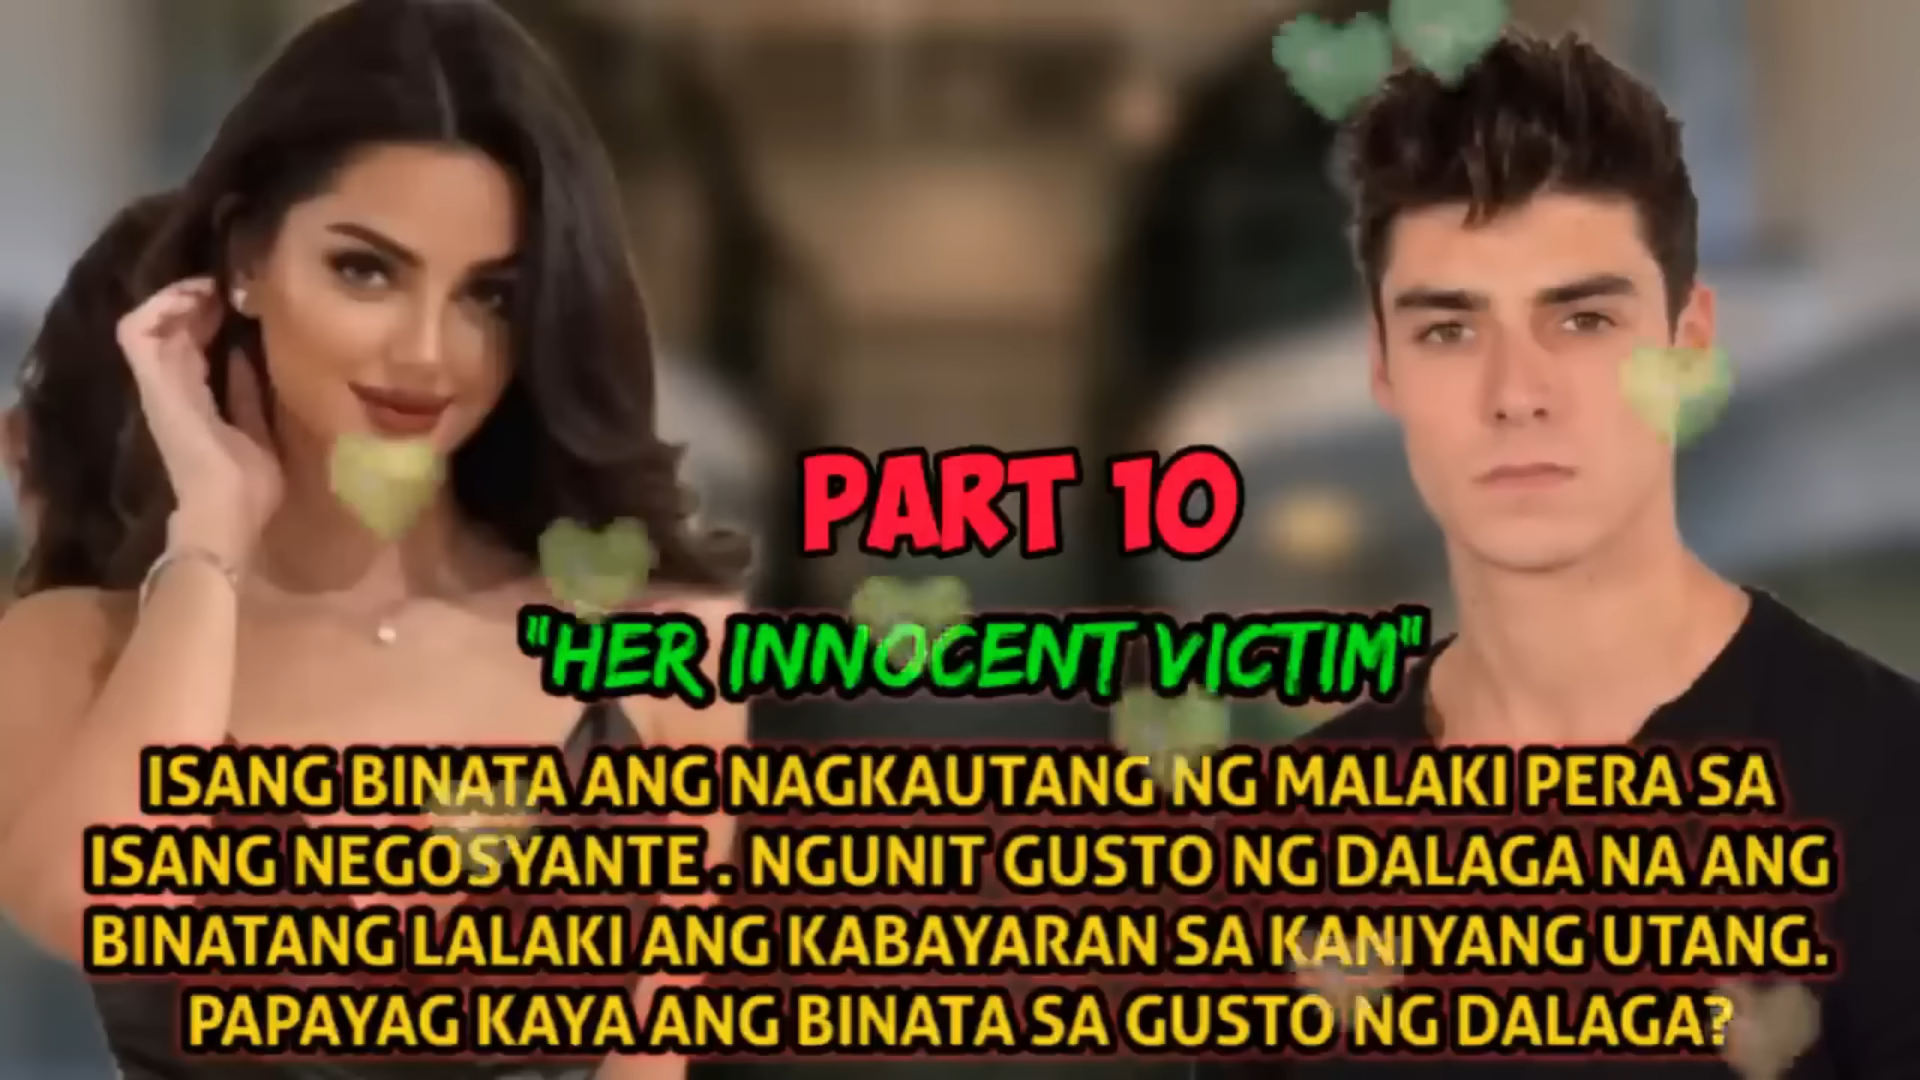 PART 10
"HER INNOCENT VICTIM"
ISANG BINATA ANG NAGKAUTANG NG MALAKI PERA SA
ISANG NEGOSYANTE. NGUNIT GUSTO NG DALAGA NA ANG
BINATANG LALAKI ANG KABAYARAN SA KANIYANG UTANG.
PAPAYAG KAYA ANG BINATA SA GUSTO NG DALAGA?